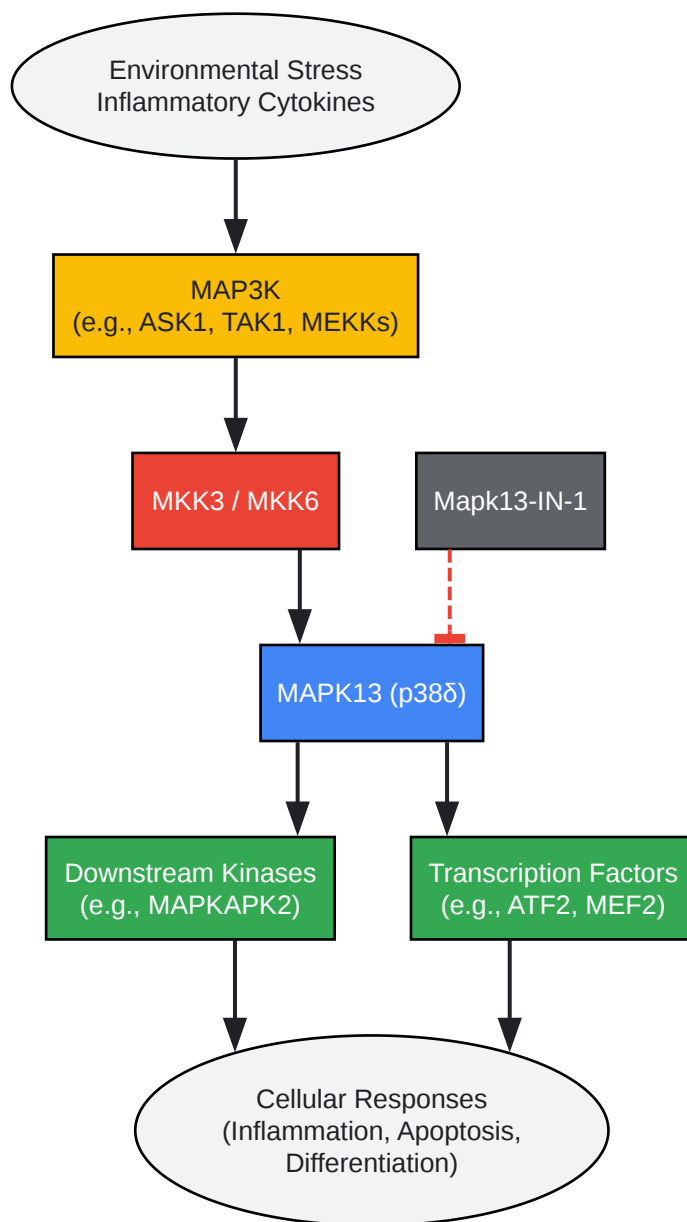 Environmental Stress
Inflammatory Cytokines
MAP3K
(e.g., ASK1, TAK1, MEKKs)
MKK3 / MKK6
Mapk13-IN-1
MAPK13 (p38δ)
Downstream Kinases
(e.g., MAPKAPK2)
Transcription Factors
(e.g., ATF2, MEF2)
Cellular Responses
(Inflammation, Apoptosis,
Differentiation)